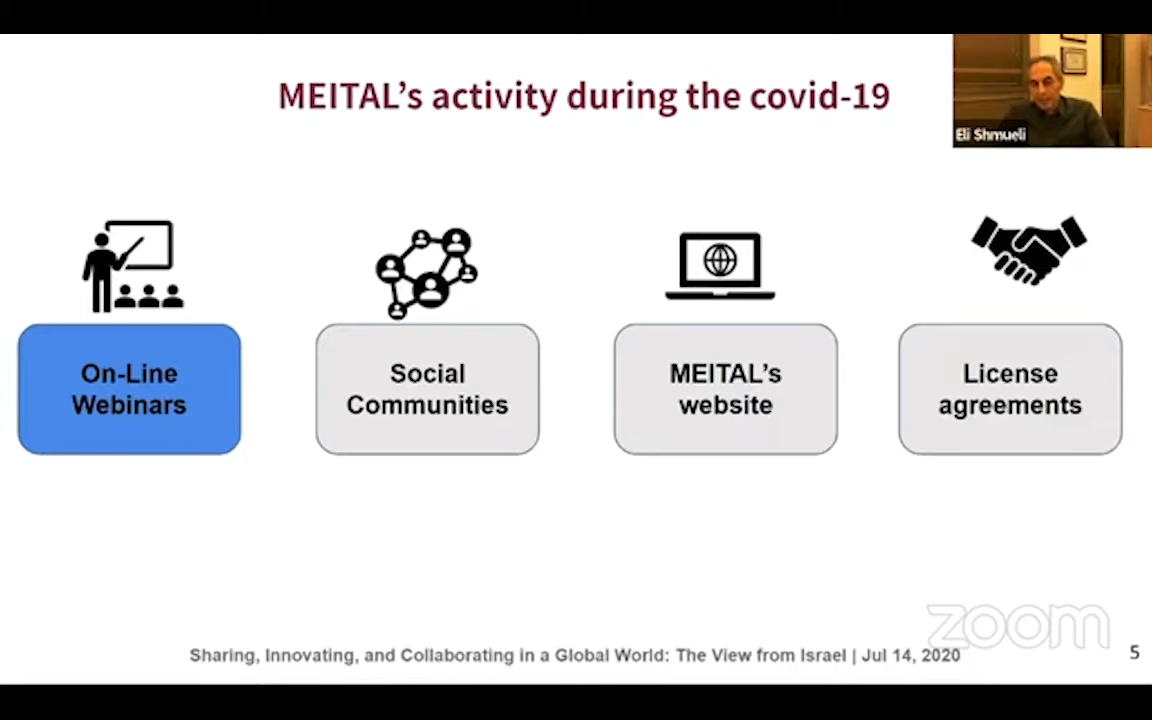 MEITAL’s activity during the covid-19
Eli Shmueli
On-Line
Webinars
Social
Communities
MEITAL’s
website
License
agreements
zoom
Sharing, Innovating, and Collaborating in a Global World: The View from Israel | Jul 14, 2020
5